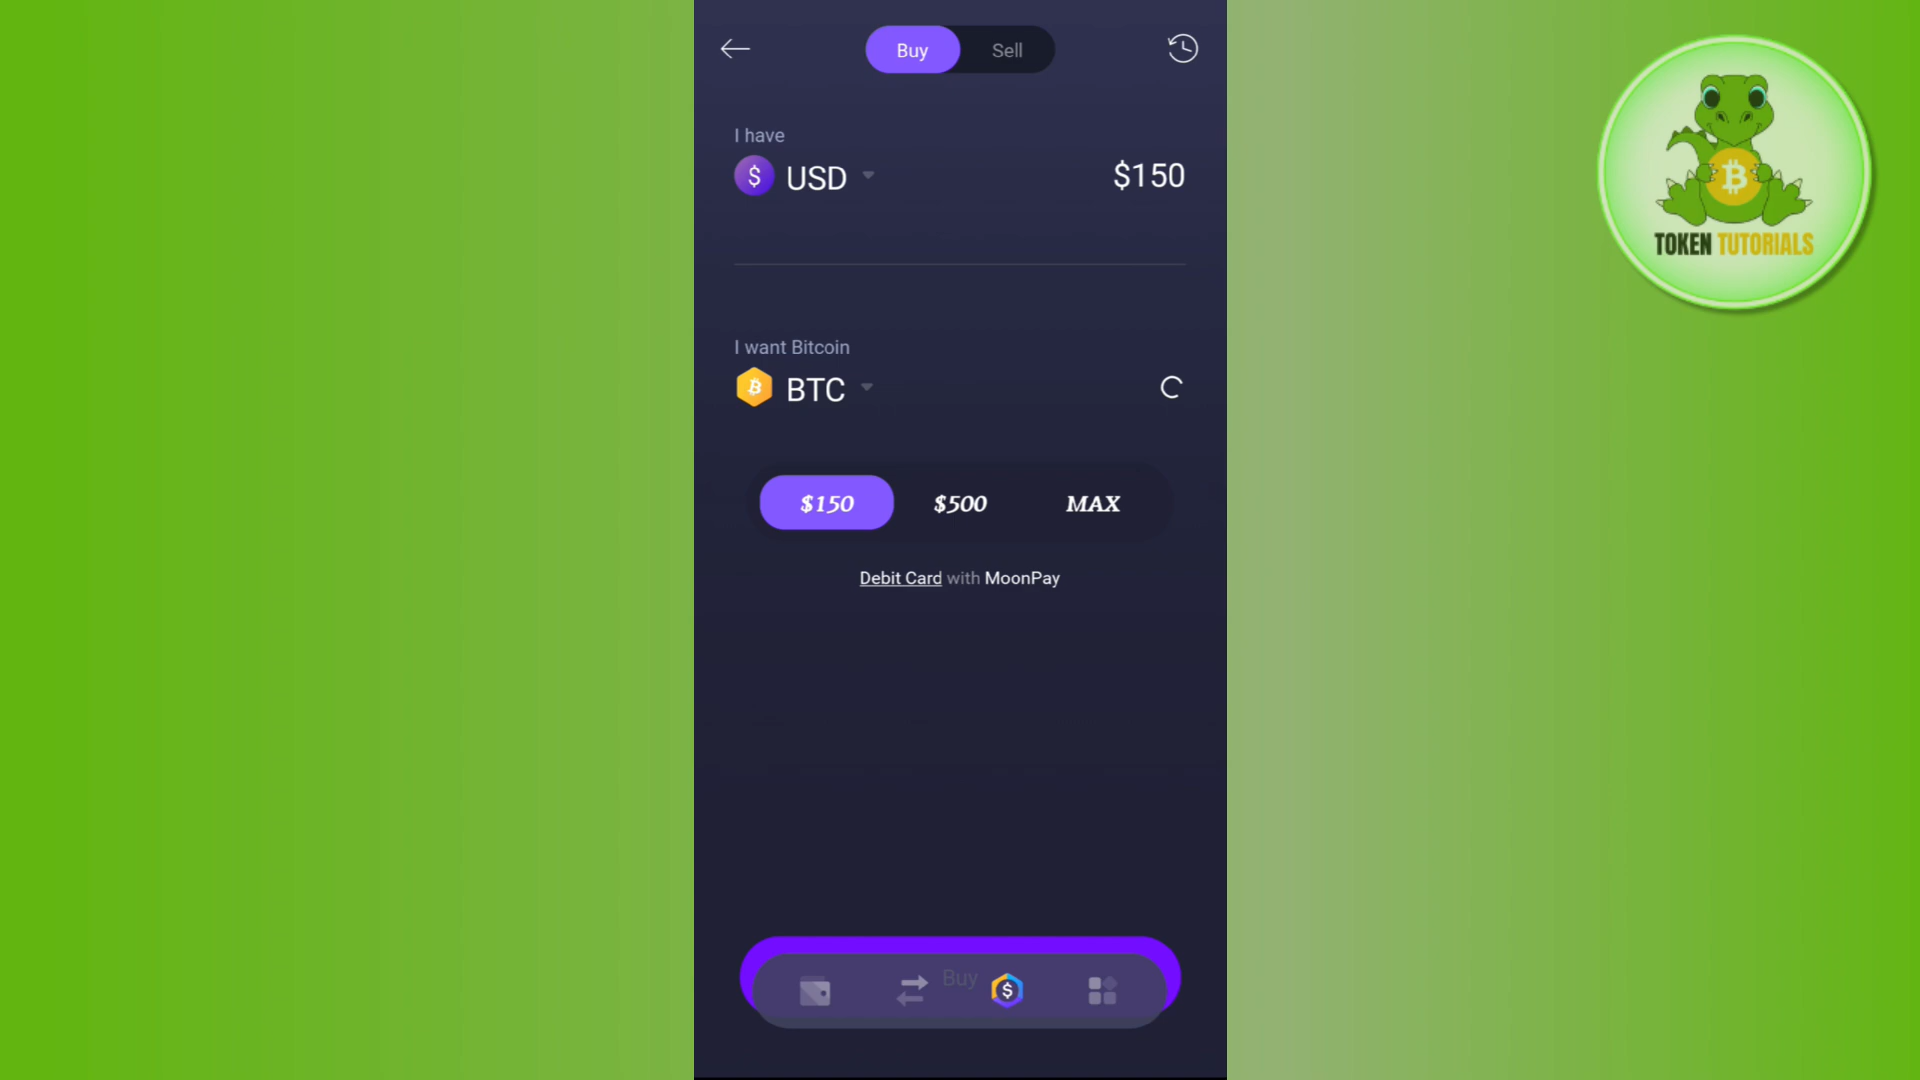 Buy Sell
I have
$ USD $150
I want Bitcoin
BTC
$150 $500 MAX
Debit Card with MoonPay
Buy
$
TOKEN TUTORIALS